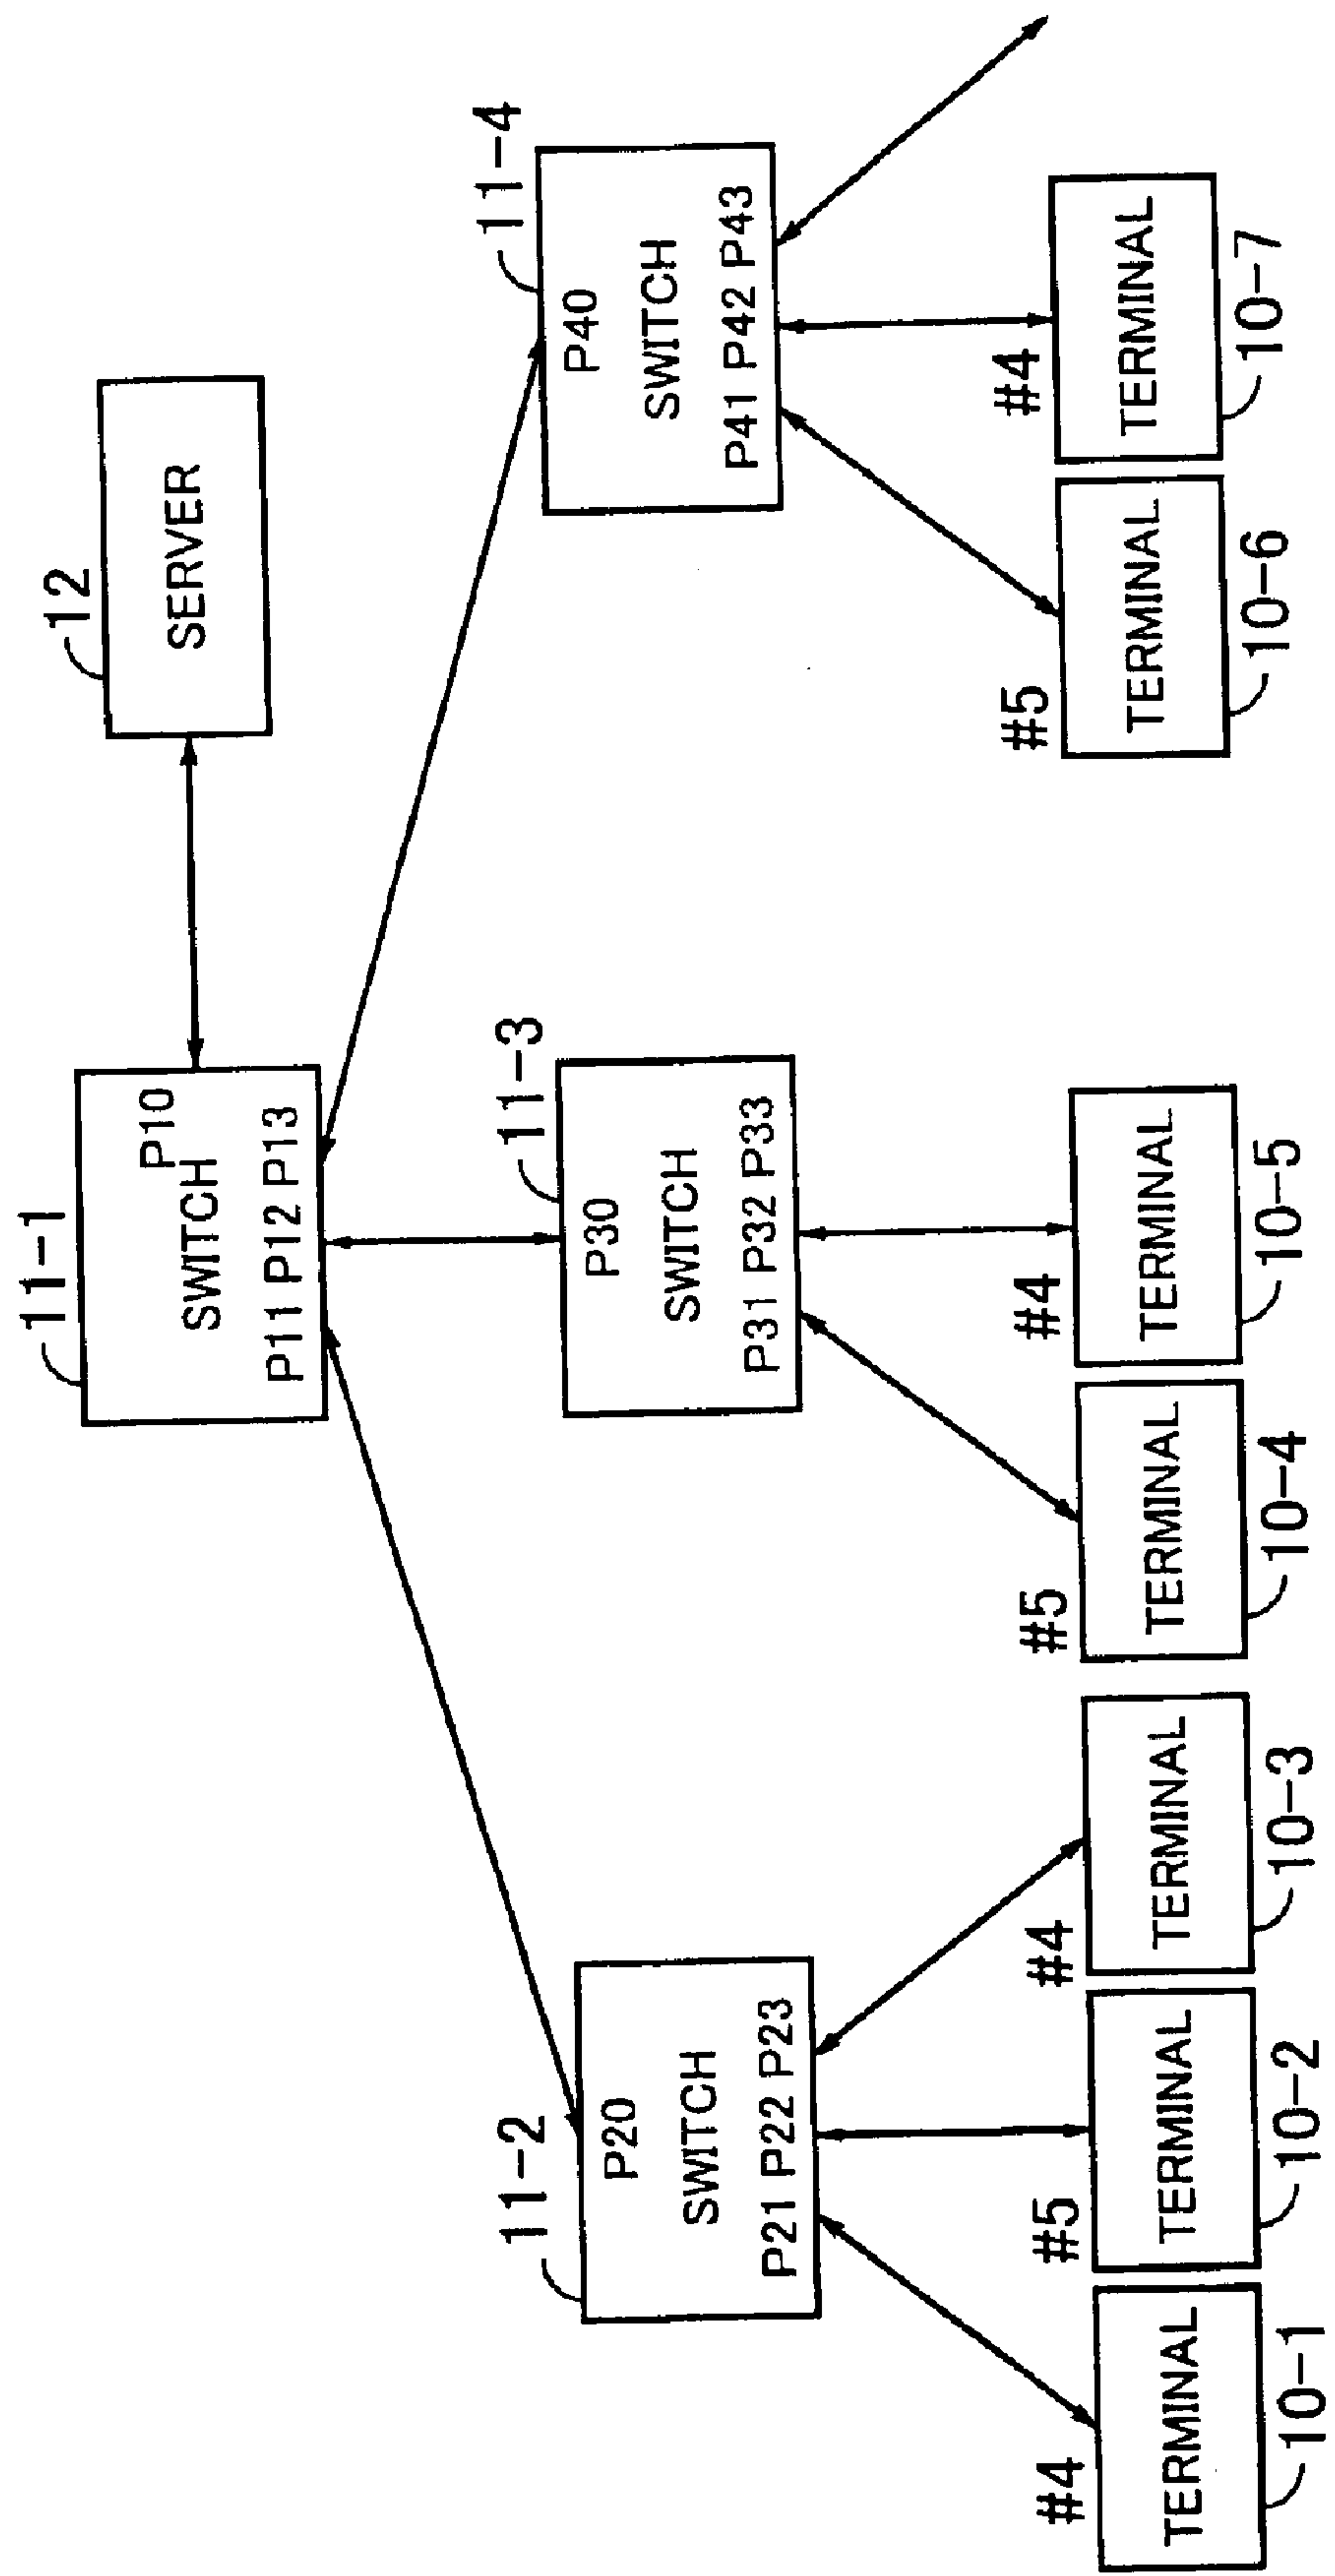 11-1
12
P10
SWITCH
P11 P12 P13
SERVER
11-2
11-3
11-4
P20
SWITCH
P21 P22 P23
P30
SWITCH
P31 P32 P33
P40
SWITCH
P41 P42 P43
#4
#5
#4
#5
#4
#5
#4
TERMINAL
TERMINAL
TERMINAL
TERMINAL
TERMINAL
TERMINAL
TERMINAL
10-1
10-2
10-3
10-4
10-5
10-6
10-7